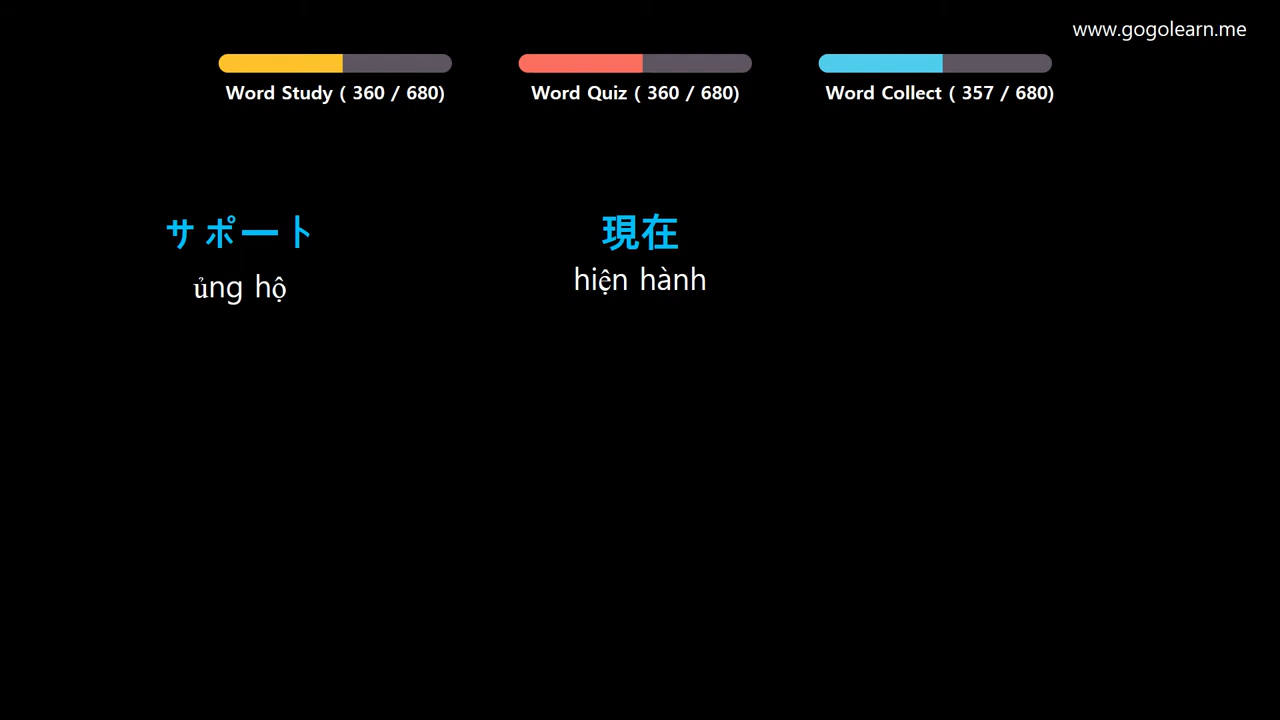 www.gogolearn.me
Word Study ( 360 / 680)
Word Quiz ( 360 / 680)
Word Collect ( 357 / 680)
サポート
現在
ủng hộ
hiện hành